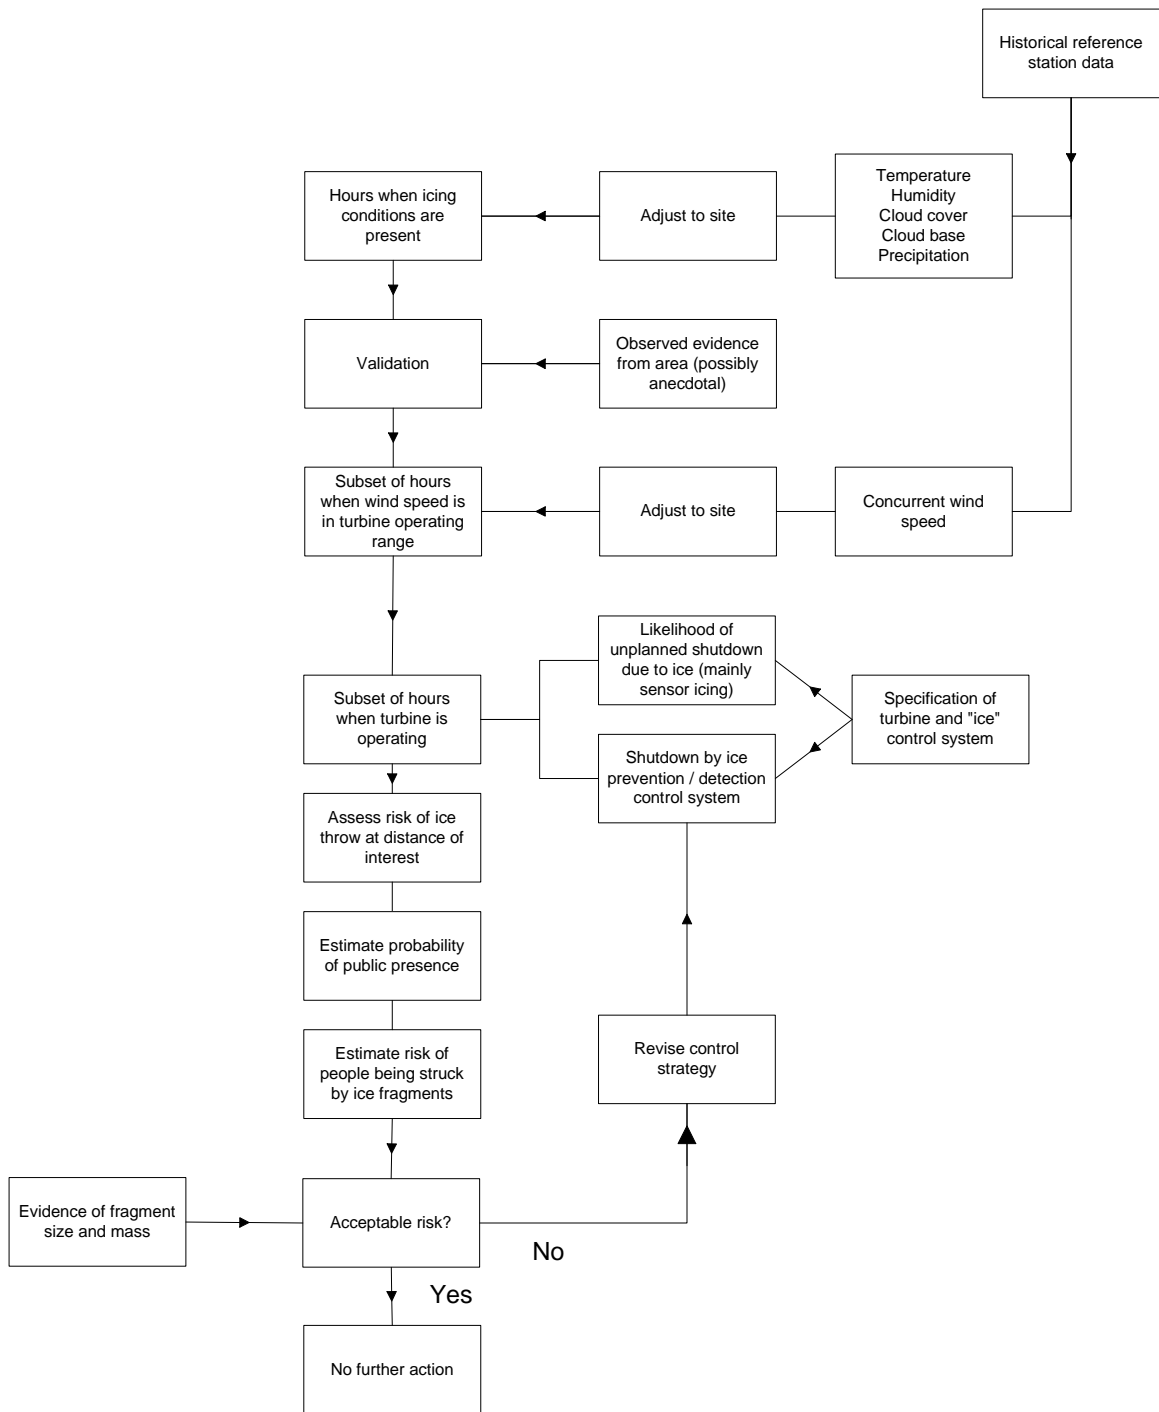 Historical reference
station data
Hours when icing
conditions are
present
Adjust to site
Temperature
Humidity
Cloud cover
Cloud base
Precipitation
Validation
Observed evidence
from area (possibly
anecdotal)
Subset of hours
when wind speed is
in turbine operating
range
Adjust to site
Concurrent wind
speed
Likelihood of
unplanned shutdown
due to ice (mainly
sensor icing)
Subset of hours
when turbine is
operating
Specification of
turbine and "ice"
control system
Shutdown by ice
prevention / detection
control system
Assess risk of ice
throw at distance of
interest
Estimate probability
of public presence
Estimate risk of
people being struck
by ice fragments
Revise control
strategy
Evidence of fragment
size and mass
Acceptable risk?
No
Yes
No further action